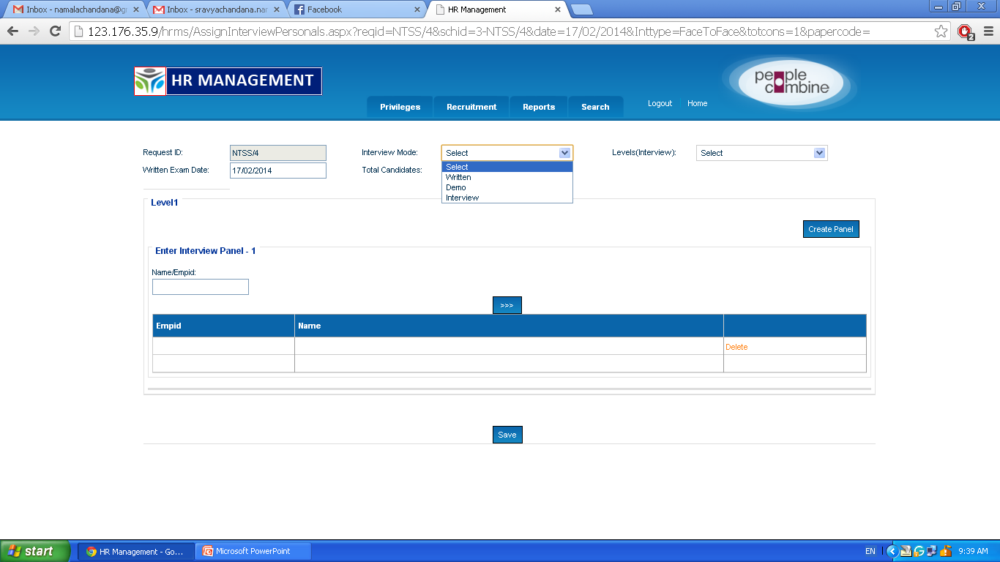 Inbox - namalachandana@g
Inbox - sravyachandana.nar
Facebook
HR Management
123.176.35.9/hrms/AssignInterviewPersonals.aspx?reqid=NTSS/4&schid=3-NTSS/4&date=17/02/2014&Inttype=FaceToFace&totcons=1&papercode=
2
HR MANAGEMENT
people combine
Privileges Recruitment Reports Search Logout Home
Request ID: NTSS/4 Interview Mode: Select Levels(Interview): Select
Written Exam Date: 17/02/2014 Total Candidates: Select
Written
Demo
Interview
Level1
Create Panel
Enter Interview Panel - 1
Name/Empid:
>>>
Empid Name
Delete
Save
start HR Management - Go... Microsoft PowerPoint EN 9:39 AM